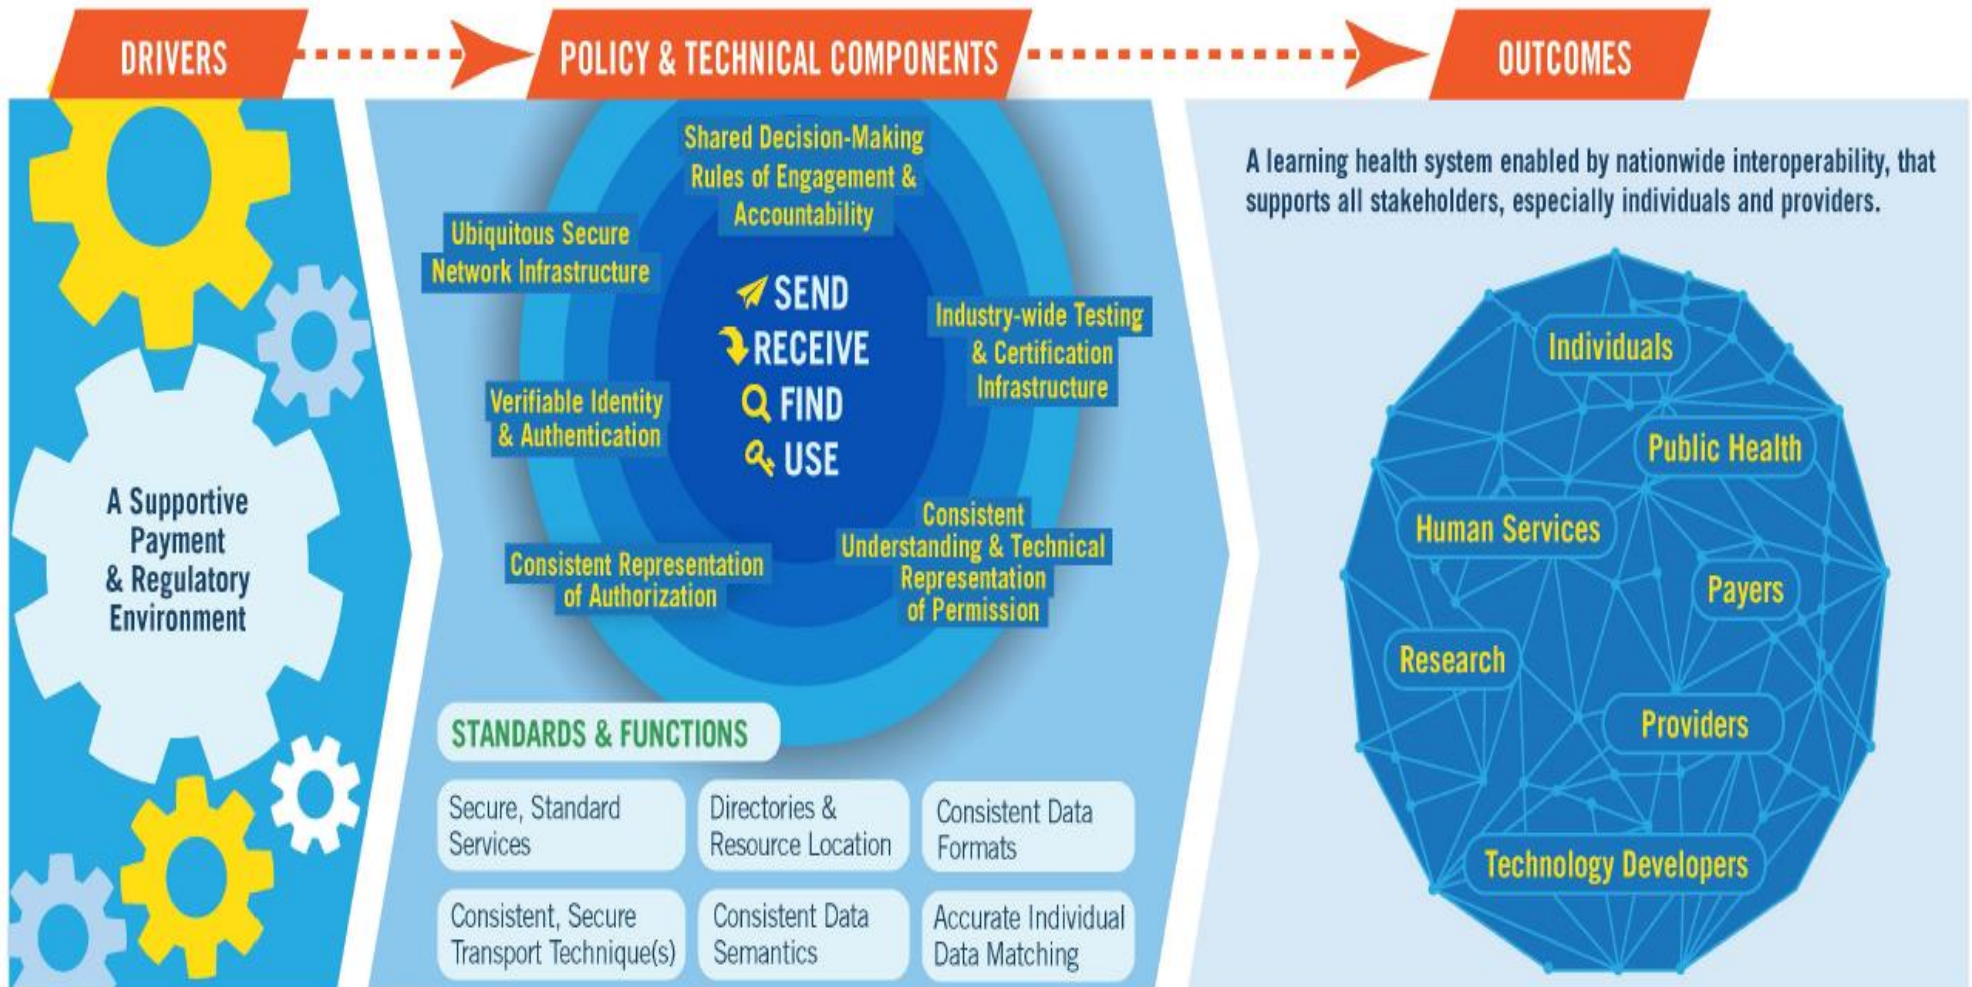 DRIVERS
POLICY & TECHNICAL COMPONENTS
OUTCOMES
A Supportive
Payment
& Regulatory
Environment
Shared Decision-Making
Rules of Engagement &
Accountability
Ubiquitous Secure
Network Infrastructure
SEND
RECEIVE
FIND
USE
Industry-wide Testing
& Certification
Infrastructure
Verifiable Identity
& Authentication
Consistent
Understanding & Technical
Representation
of Permission
Consistent Representation
of Authorization
STANDARDS & FUNCTIONS
Secure, Standard
Services
Directories &
Resource Location
Consistent Data
Formats
Consistent, Secure
Transport Technique(s)
Consistent Data
Semantics
Accurate Individual
Data Matching
A learning health system enabled by nationwide interoperability, that
supports all stakeholders, especially individuals and providers.
Individuals
Public Health
Human Services
Payers
Research
Providers
Technology Developers